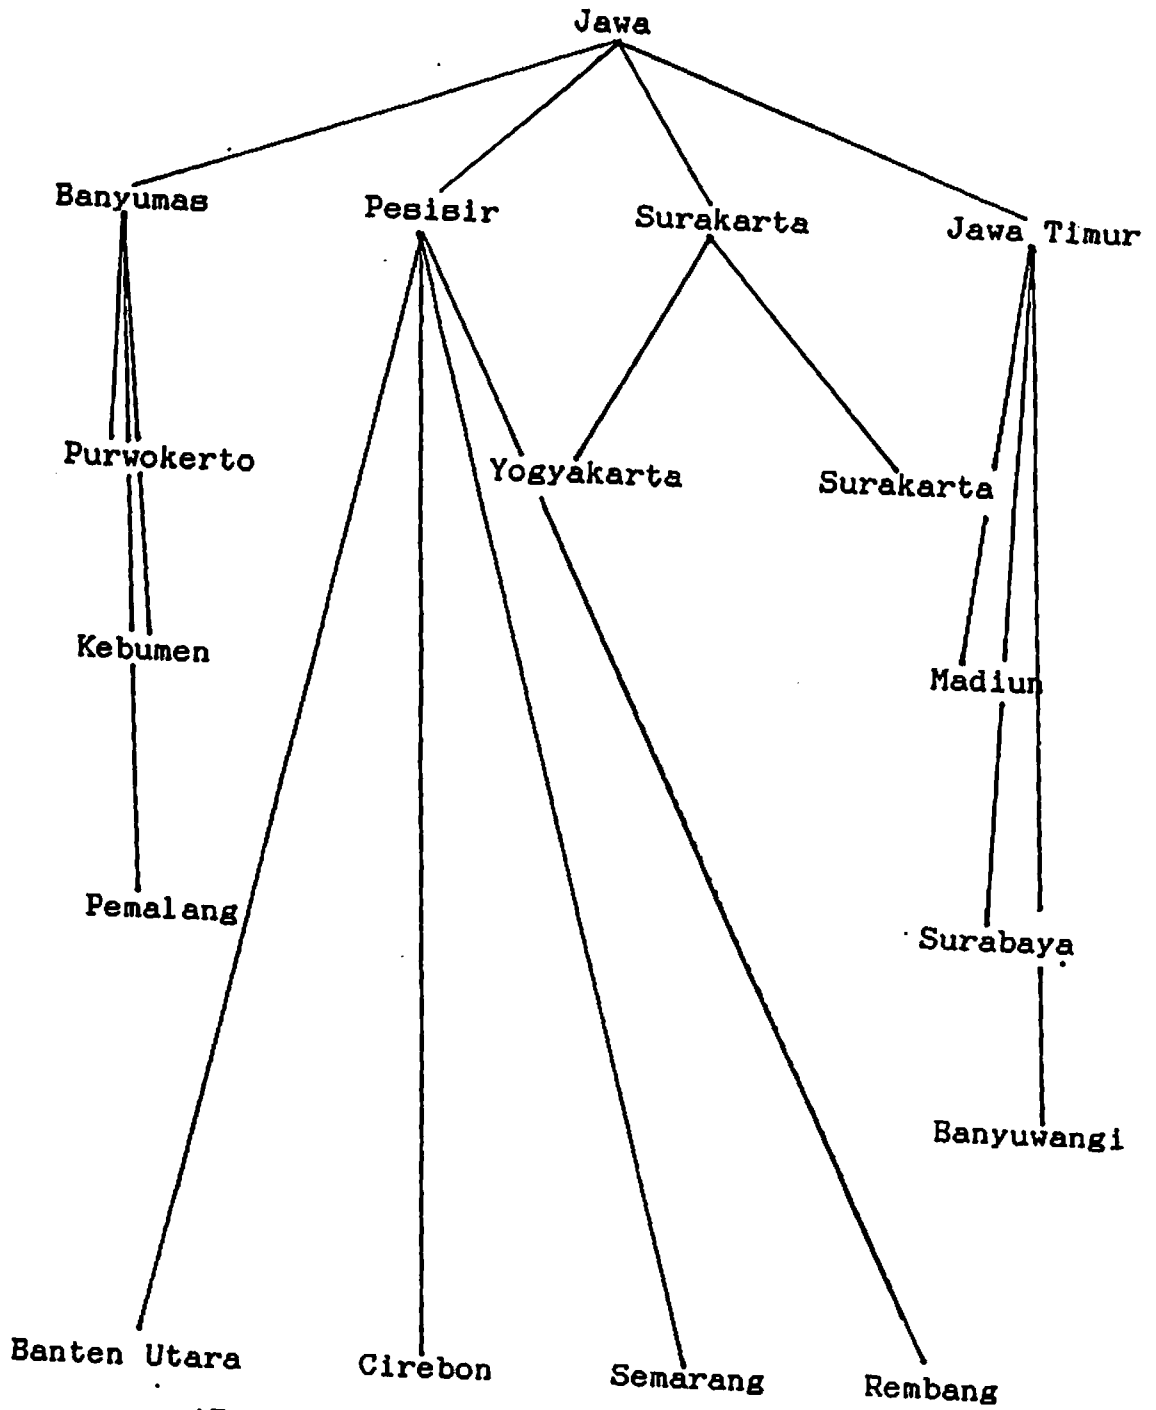 Jawa
Banyumas
Pesisir
Surakarta
Jawa Timur
Purwokerto
Yogyakarta
Surakarta
Kebumen
Madiun
Pemalang
Surabaya
Banyuwangi
Banten Utara
Cirebon
Semarang
Rembang